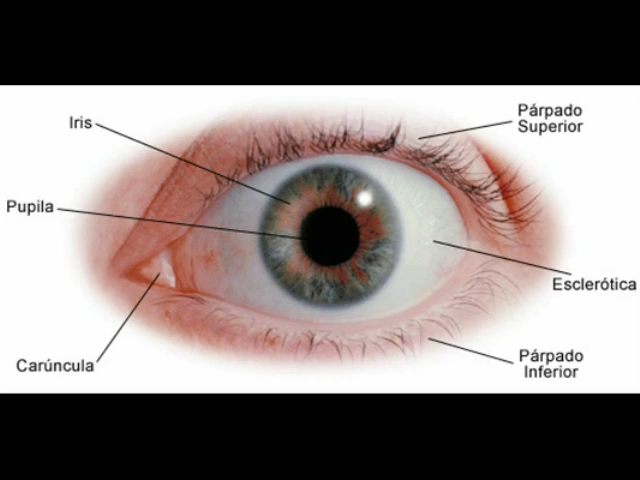 Iris
Párpado
Superior
Pupila
Esclerótica
Carúncula
Párpado
Inferior